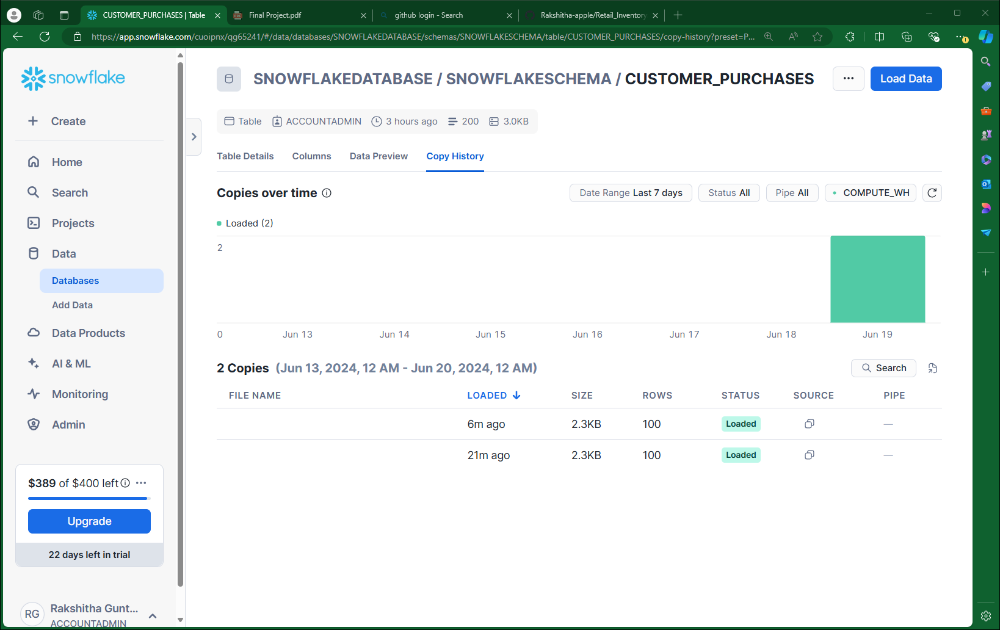 CUSTOMER_PURCHASES | Table
Final Project.pdf
github login - Search
Rakshitha-apple/Retail_Inventory
https://app.snowflake.com/cuoipnx/qg65241/#/data/databases/SNOWFLAKEDATABASE/schemas/SNOWFLAKESCHEMA/table/CUSTOMER_PURCHASES/copy-history?preset=P...
snowflake
Create
Home
Search
Projects
Data
Databases
Add Data
Data Products
AI & ML
Monitoring
Admin
$389 of $400 left
Upgrade
22 days left in trial
RG
Rakshitha Gunt...
ACCOUNTADMIN
SNOWFLAKEDATABASE / SNOWFLAKESCHEMA / CUSTOMER_PURCHASES
Load Data
Table ACCOUNTADMIN 3 hours ago 200 3.0KB
Table Details Columns Data Preview Copy History
Copies over time
Date Range Last 7 days
Status All
Pipe All
COMPUTE_WH
Loaded (2)
2
0 Jun 13 Jun 14 Jun 15 Jun 16 Jun 17 Jun 18 Jun 19
2 Copies (Jun 13, 2024, 12 AM - Jun 20, 2024, 12 AM)
Search
FILE NAME LOADED SIZE ROWS STATUS SOURCE PIPE
6m ago 2.3KB 100 Loaded —
21m ago 2.3KB 100 Loaded —